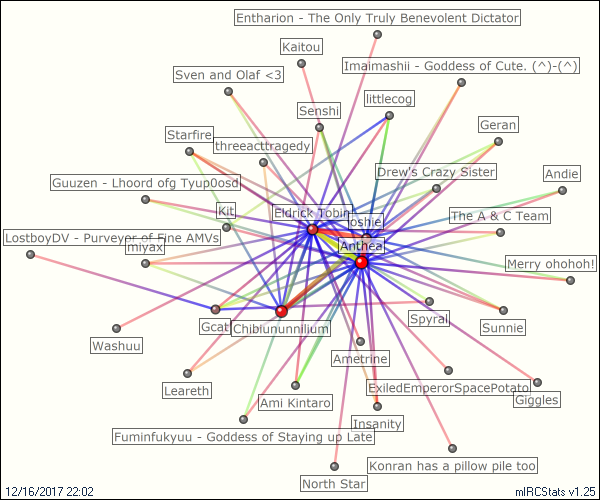 Entharion - The Only Truly Benevolent Dictator
Kaitou
Imaimashii - Goddess of Cute. (^)-(^)
Sven and Olaf <3
littlecog
Senshi
Geran
Starfire
threeacttragedy
Drew's Crazy Sister
Andie
Guuzen - Lhoord ofg Tyup0osd
Kit
Eldrick Tobin
oshie
The A & C Team
LostboyDV - Purveyor of Fine AMVs
miyax
Anthea
Merry ohohoh!
Gcat
Chibiununnilium
Spyral
Sunnie
Washuu
Ametrine
Leareth
ExiledEmperorSpacePotato
Giggles
Ami Kintaro
Insanity
Fuminfukyuu - Goddess of Staying up Late
Konran has a pillow pile too
North Star
12/16/2017 22:02
mIRCStats v1.25